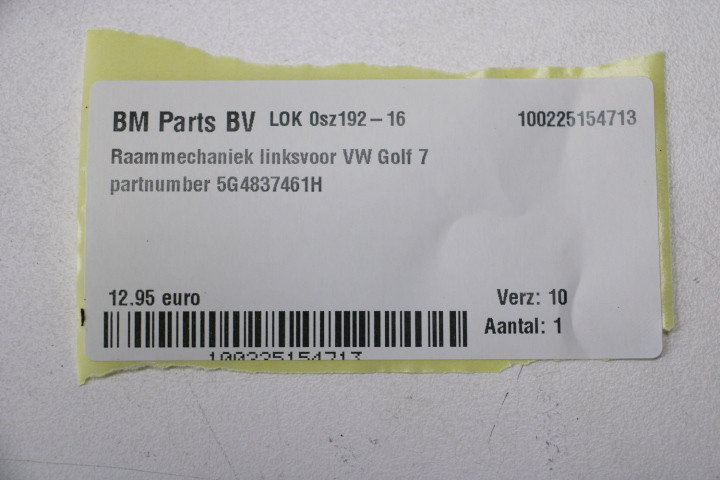 BM Parts BV LOK 0sz192-16 100225154713
Raammechaniek linksvoor VW Golf 7
partnumber 5G4837461H
12.95 euro Verz: 10
Aantal: 1
100225154713